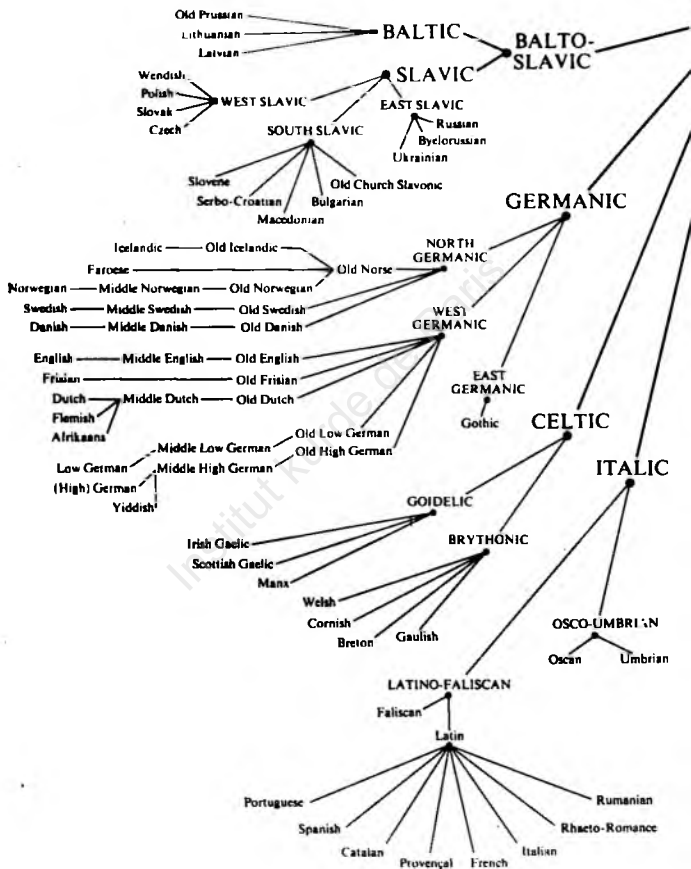 Old Prussian
Lithuanian
Latvian
BALTIC
BALTO-
SLAVIC
SLAVIC
Wendish
Polish
Slovak
Czech
WEST SLAVIC
EAST SLAVIC
Russian
Byelorussian
Ukrainian
SOUTH SLAVIC
Slovene
Serbo-Croatian
Macedonian
Bulgarian
Old Church Slavonic
GERMANIC
NORTH
GERMANIC
Icelandic Old Icelandic
Faroese Old Norse
Norwegian Middle Norwegian Old Norwegian
Swedish Middle Swedish Old Swedish
Danish Middle Danish Old Danish
WEST
GERMANIC
English Middle English Old English
Frisian Old Frisian
Dutch Middle Dutch Old Dutch
Flemish
Afrikaans
EAST
GERMANIC
Gothic
Old Low German
Middle Low German Old High German
Low German Middle High German
(High) German
Yiddish
CELTIC
ITALIC
GOIDELIC
Irish Gaelic
Scottish Gaelic
Manx
BRYTHONIC
Welsh
Cornish
Breton
Gaulish
OSCO-UMBRIAN
Oscan Umbrian
LATINO-FALISCAN
Faliscan
Latin
Portuguese
Spanish
Catalan
Provençal
French
Italian
Rhaeto-Romance
Rumanian
Institut kurde de Paris